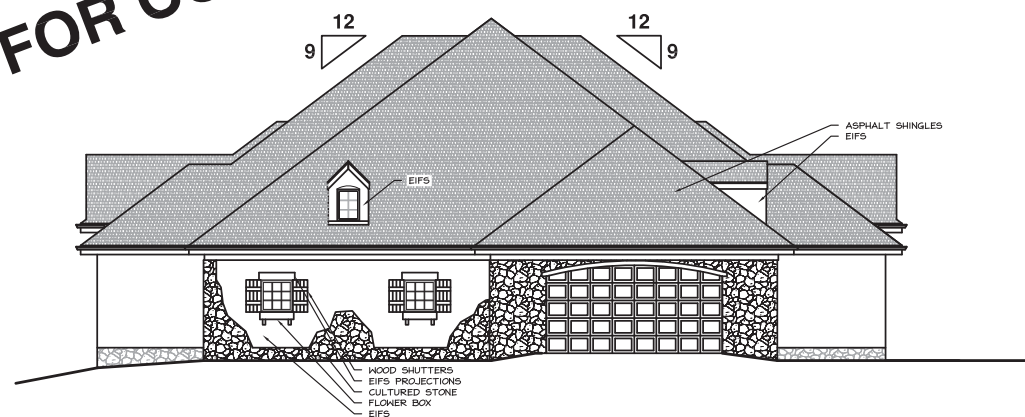 FOR
12
9
12
9
ASPHALT SHINGLES
EIFS
EIFS
WOOD SHUTTERS
EIFS PROJECTIONS
CULTURED STONE
FLOWER BOX
EIFS